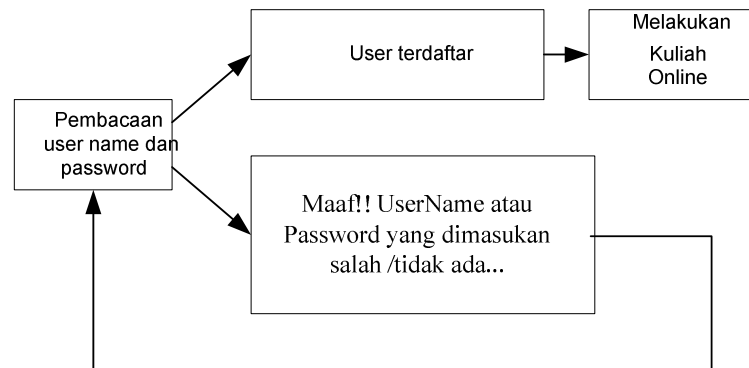 Pembacaan
user name dan
password
User terdaftar
Melakukan
Kuliah
Online
Maaf!! UserName atau
Password yang dimasukan
salah /tidak ada...